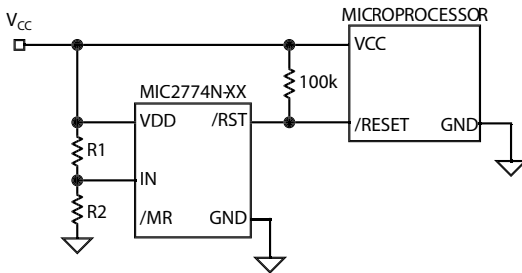 MICROPROCESSOR
VCC
VCC
100k
MIC2774N-XX
VDD
/RST
/RESET
GND
R1
IN
R2
/MR
GND